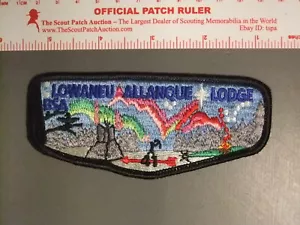 OFFICIAL PATCH RULER
The Scout Patch Auction - The Largest Dealer of Scouting Memorabilia in the World
www.TheScoutPatchAuction.com Ebay ID: tspa
LOWANEU ALLANQUE LODGE
BSA
41